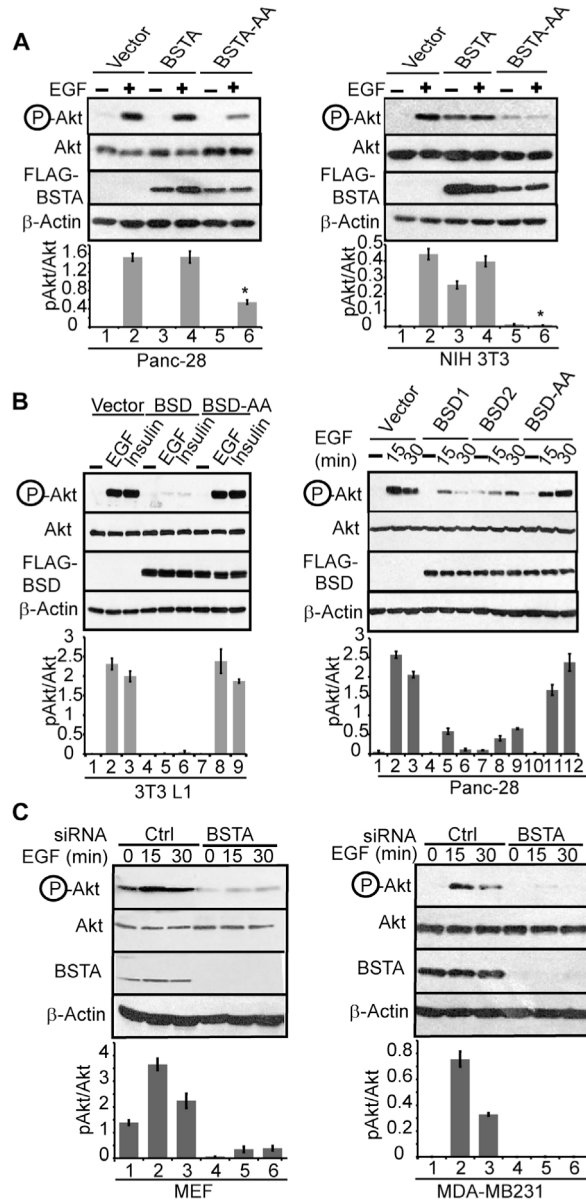 A
Vector BSTA BSTA-AA
EGF − + − + − +
P-Akt
Akt
FLAG-
BSTA
β-Actin
pAkt/Akt
1.6
1.2
0.8
0.4
0
*
1 2 3 4 5 6
Panc-28
Vector BSTA BSTA-AA
EGF − + − + − +
P-Akt
Akt
FLAG-
BSTA
β-Actin
pAkt/Akt
0.5
0.4
0.3
0.2
0.1
0
*
1 2 3 4 5 6
NIH 3T3
B
Vector BSD BSD-AA
− EGF Insulin − EGF Insulin − EGF Insulin
P-Akt
Akt
FLAG-
BSD
β-Actin
pAkt/Akt
3
2.5
2
1.5
1
0.5
0
1 2 3 4 5 6 7 8 9
3T3 L1
Vector BSD1 BSD2 BSD-AA
EGF
(min) − 15 30 − 15 30 − 15 30 − 15 30
P-Akt
Akt
FLAG-
BSD
β-Actin
pAkt/Akt
3
2.5
2
1.5
1
0.5
0
1 2 3 4 5 6 7 8 9 10 11 12
Panc-28
C
siRNA Ctrl BSTA
EGF (min) 0 15 30 0 15 30
P-Akt
Akt
BSTA
β-Actin
pAkt/Akt
4
3
2
1
0
1 2 3 4 5 6
MEF
siRNA Ctrl BSTA
EGF (min) 0 15 30 0 15 30
P-Akt
Akt
BSTA
β-Actin
pAkt/Akt
0.8
0.6
0.4
0.2
0
1 2 3 4 5 6
MDA-MB231